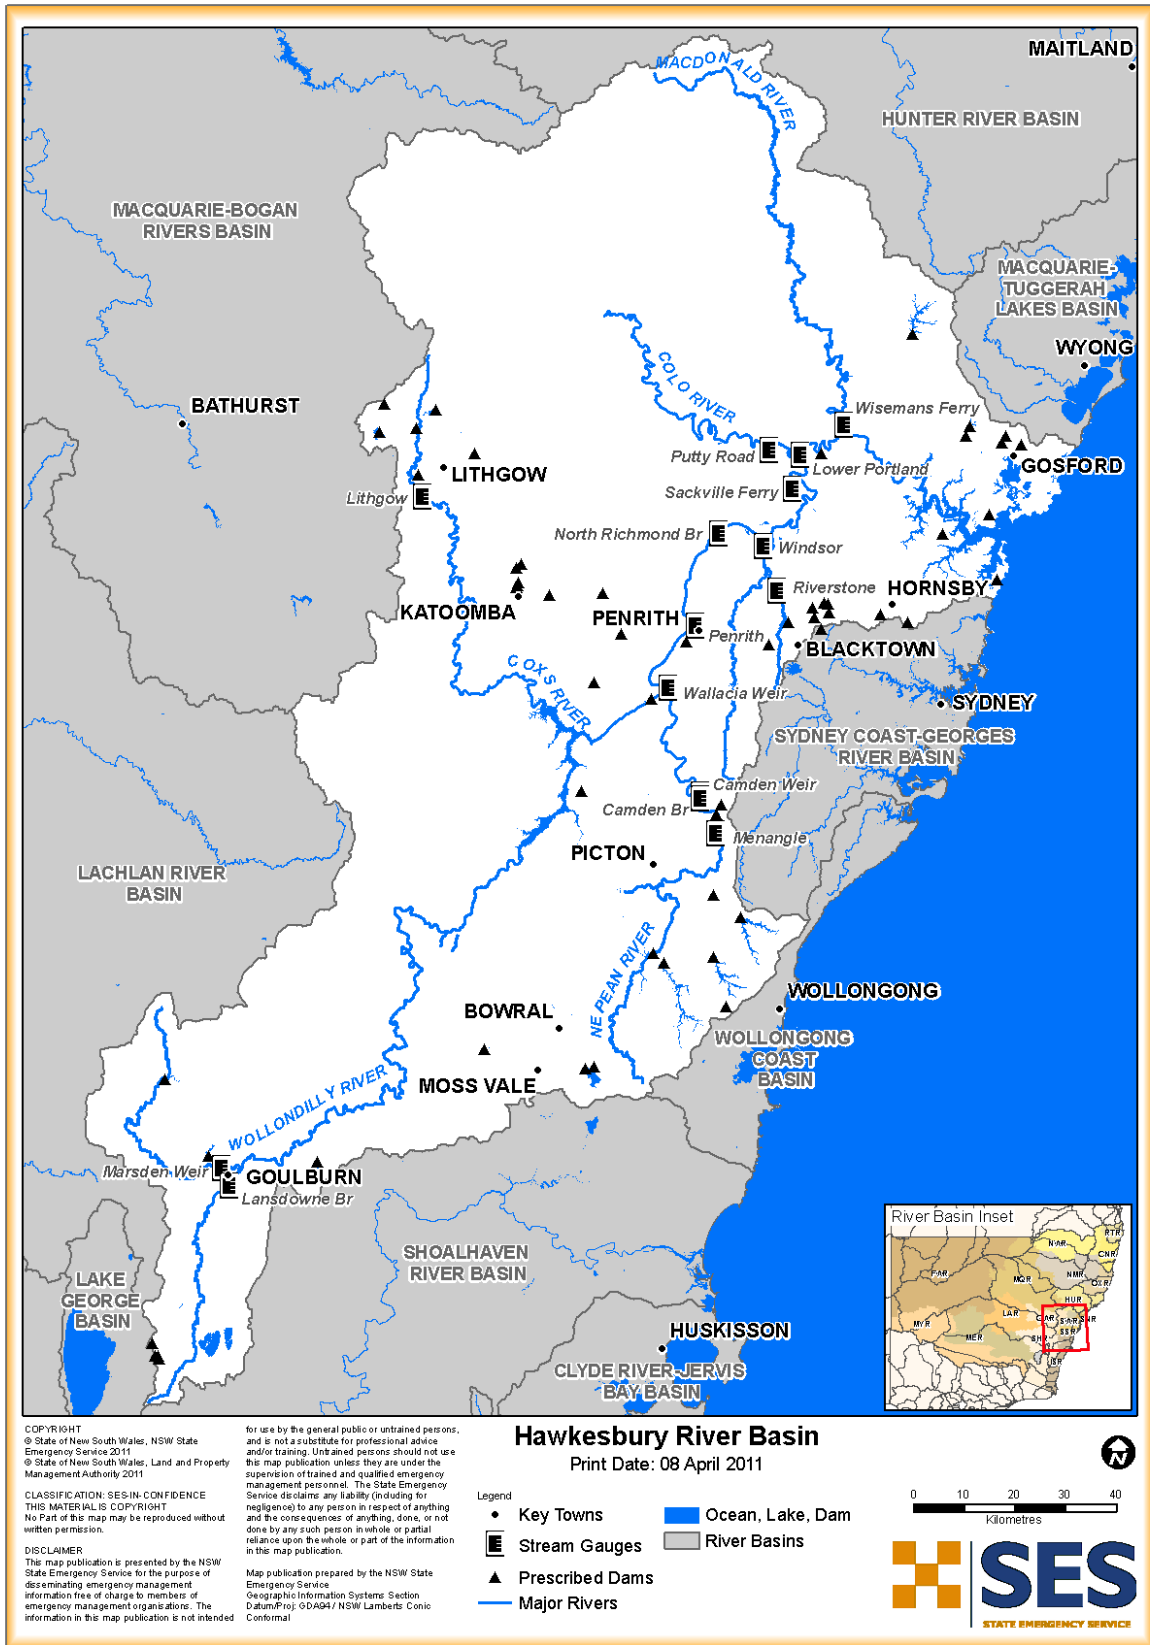 MAITLAND
MACDONALD RIVER
HUNTER RIVER BASIN
MACQUARIE-BOGAN
RIVERS BASIN
MACQUARIE-
TUGGERAH
LAKES BASIN
WYONG
COLO RIVER
BATHURST
Wisemans Ferry
Putty Road
Lower Portland
GOSFORD
LITHGOW
Lithgow
Sackville Ferry
North Richmond Br
Windsor
Riverstone
HORNSBY
KATOOMBA
PENRITH
Penrith
BLACKTOWN
COXS RIVER
Wallacia Weir
SYDNEY
SYDNEY COAST-GEORGES
RIVER BASIN
Camden Weir
Camden Br
Menangle
PICTON
LACHLAN RIVER
BASIN
NEPEAN RIVER
WOLLONGONG
BOWRAL
WOLLONGONG
COAST
BASIN
MOSS VALE
WOLLONDILLY RIVER
Marsden Weir
GOULBURN
Lansdowne Br
SHOALHAVEN
RIVER BASIN
LAKE
GEORGE
BASIN
HUSKISSON
CLYDE RIVER-JERVIS
BAY BASIN
River Basin Inset
NAR
RTR
CNR
FAR
MQR
NMR
HUR
LAR
MYR
MER
SAR
SSR
COPYRIGHT
© State of New South Wales, NSW State
Emergency Service 2011
© State of New South Wales, Land and Property
Management Authority 2011
CLASSIFICATION: SES-IN-CONFIDENCE
THIS MATERIAL IS COPYRIGHT
No Part of this map may be reproduced without
written permission.
DISCLAIMER
This map publication is presented by the NSW
State Emergency Service for the purpose of
disseminating emergency management
information free of charge to members of
emergency management organisations. The
information in this map publication is not intended
for use by the general public or untrained persons,
and is not a substitute for professional advice
and/or training. Untrained persons should not use
this map publication unless they are under the
supervision of trained and qualified emergency
management personnel. The State Emergency
Service disclaims any liability (including for
negligence) to any person in respect of anything
and the consequences of anything, done, or not
done by any such person in whole or partial
reliance upon the whole or part of the information
in this map publication.
Map publication prepared by the NSW State
Emergency Service
Geographic Information Systems Section
Datum/Proj: GDA94 / NSW Lamberts Conic
Conformal
Hawkesbury River Basin
Print Date: 08 April 2011
Legend
Key Towns
Stream Gauges
Prescribed Dams
Major Rivers
Ocean, Lake, Dam
River Basins
N
0 10 20 30 40
Kilometres
SES
STATE EMERGENCY SERVICE